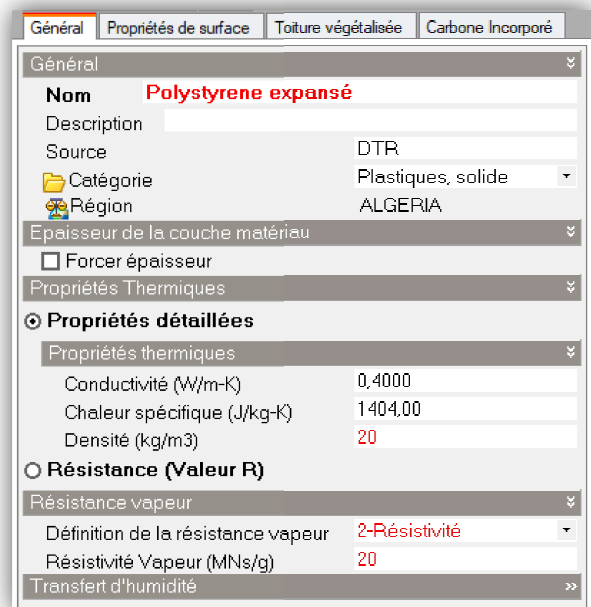 Général Propriétés de surface Toiture végétalisée Carbone Incorporé
Général
Nom Polystyrene expansé
Description
Source DTR
Catégorie Plastiques, solide
Région ALGERIA
Epaisseur de la couche matériau
Forcer épaisseur
Propriétés Thermiques
Propriétés détaillées
Propriétés thermiques
Conductivité (W/m-K) 0,4000
Chaleur spécifique (J/kg-K) 1404,00
Densité (kg/m3) 20
Résistance (Valeur R)
Résistance vapeur
Définition de la résistance vapeur 2-Résistivité
Résistivité Vapeur (MNs/g) 20
Transfert d'humidité